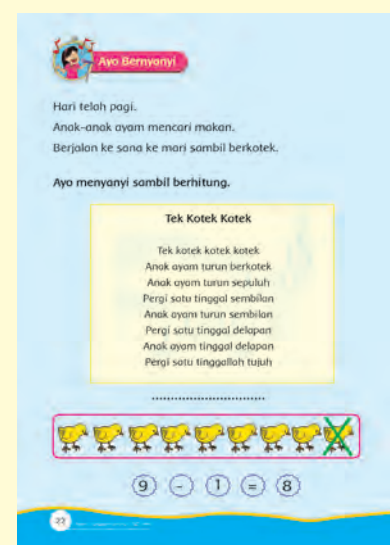 Ayo Bernyanyi
Hari telah pagi.
Anak-anak ayam mencari makan.
Berjalan ke sana ke mari sambil berkotek.
Ayo menyanyi sambil berhitung.
Tek Kotek Kotek
Tek kotek kotek kotek
Anak ayam turun berkotek
Anak ayam turun sepuluh
Pergi satu tinggal sembilan
Anak ayam turun sembilan
Pergi satu tinggal delapan
Anak ayam tinggal delapan
Pergi satu tinggallah tujuh
..............................
9 - 1 = 8
22